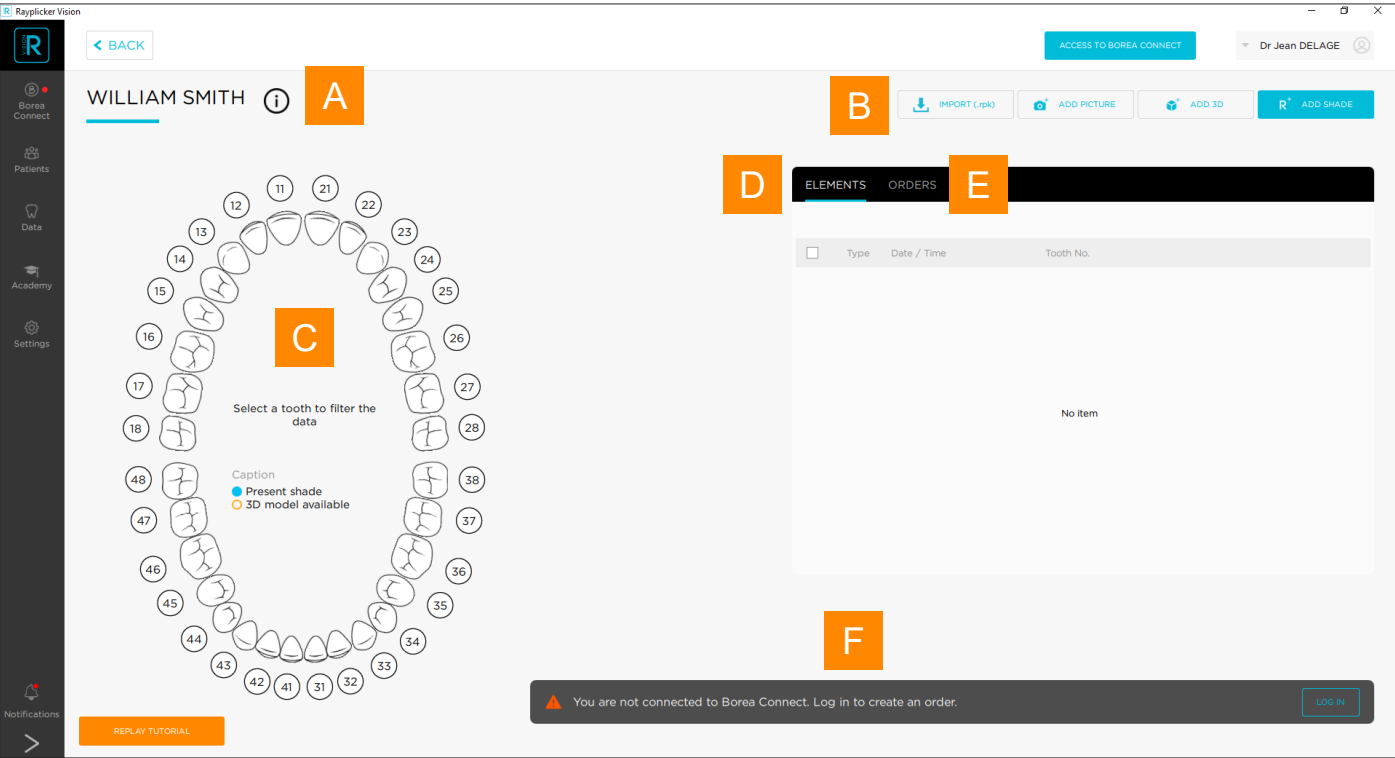 Rayplicker Vision
R
VISION
BACK
ACCESS TO BOREA CONNECT
Dr Jean DELAGE
B
Borea
Connect
Patients
Data
Academy
Settings
Notifications
WILLIAM SMITH
i
A
B
IMPORT (.rpk)
ADD PICTURE
ADD 3D
R+ ADD SHADE
11
21
12
22
13
23
14
24
15
25
16
26
17
27
18
28
48
38
47
37
46
36
45
35
44
34
43
33
42
41
31
32
C
Select a tooth to filter the
data
Caption
Present shade
3D model available
D
ELEMENTS
ORDERS
E
Type
Date / Time
Tooth No.
No item
F
You are not connected to Borea Connect. Log in to create an order.
LOG IN
REPLAY TUTORIAL